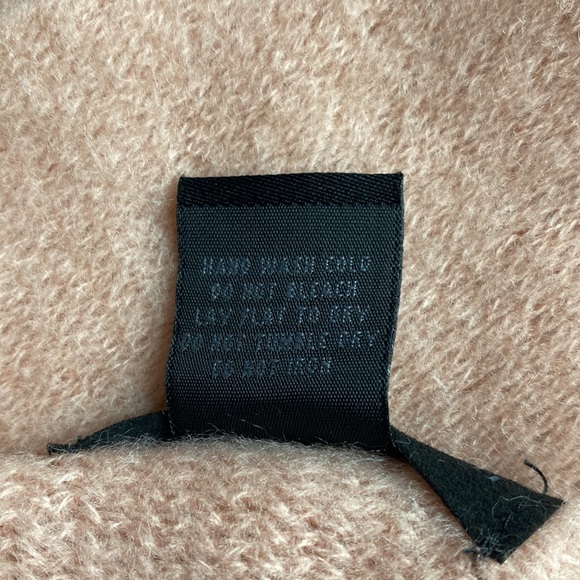 HAND WASH COLD
DO NOT BLEACH
LAY FLAT TO DRY
DO NOT TUMBLE DRY
DO NOT IRON